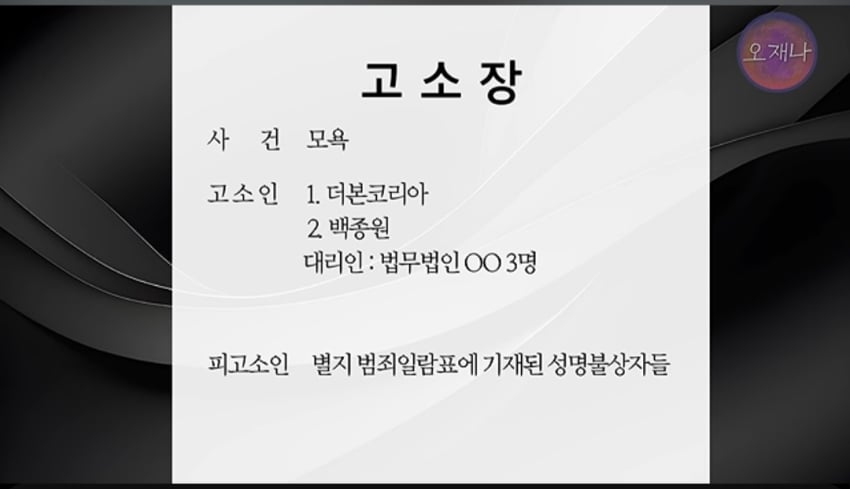 오재나
고소장
사 건 모욕
고소인 1. 더본코리아
2. 백종원
대리인 : 법무법인 OO 3명
피고소인 별지 범죄일람표에 기재된 성명불상자들